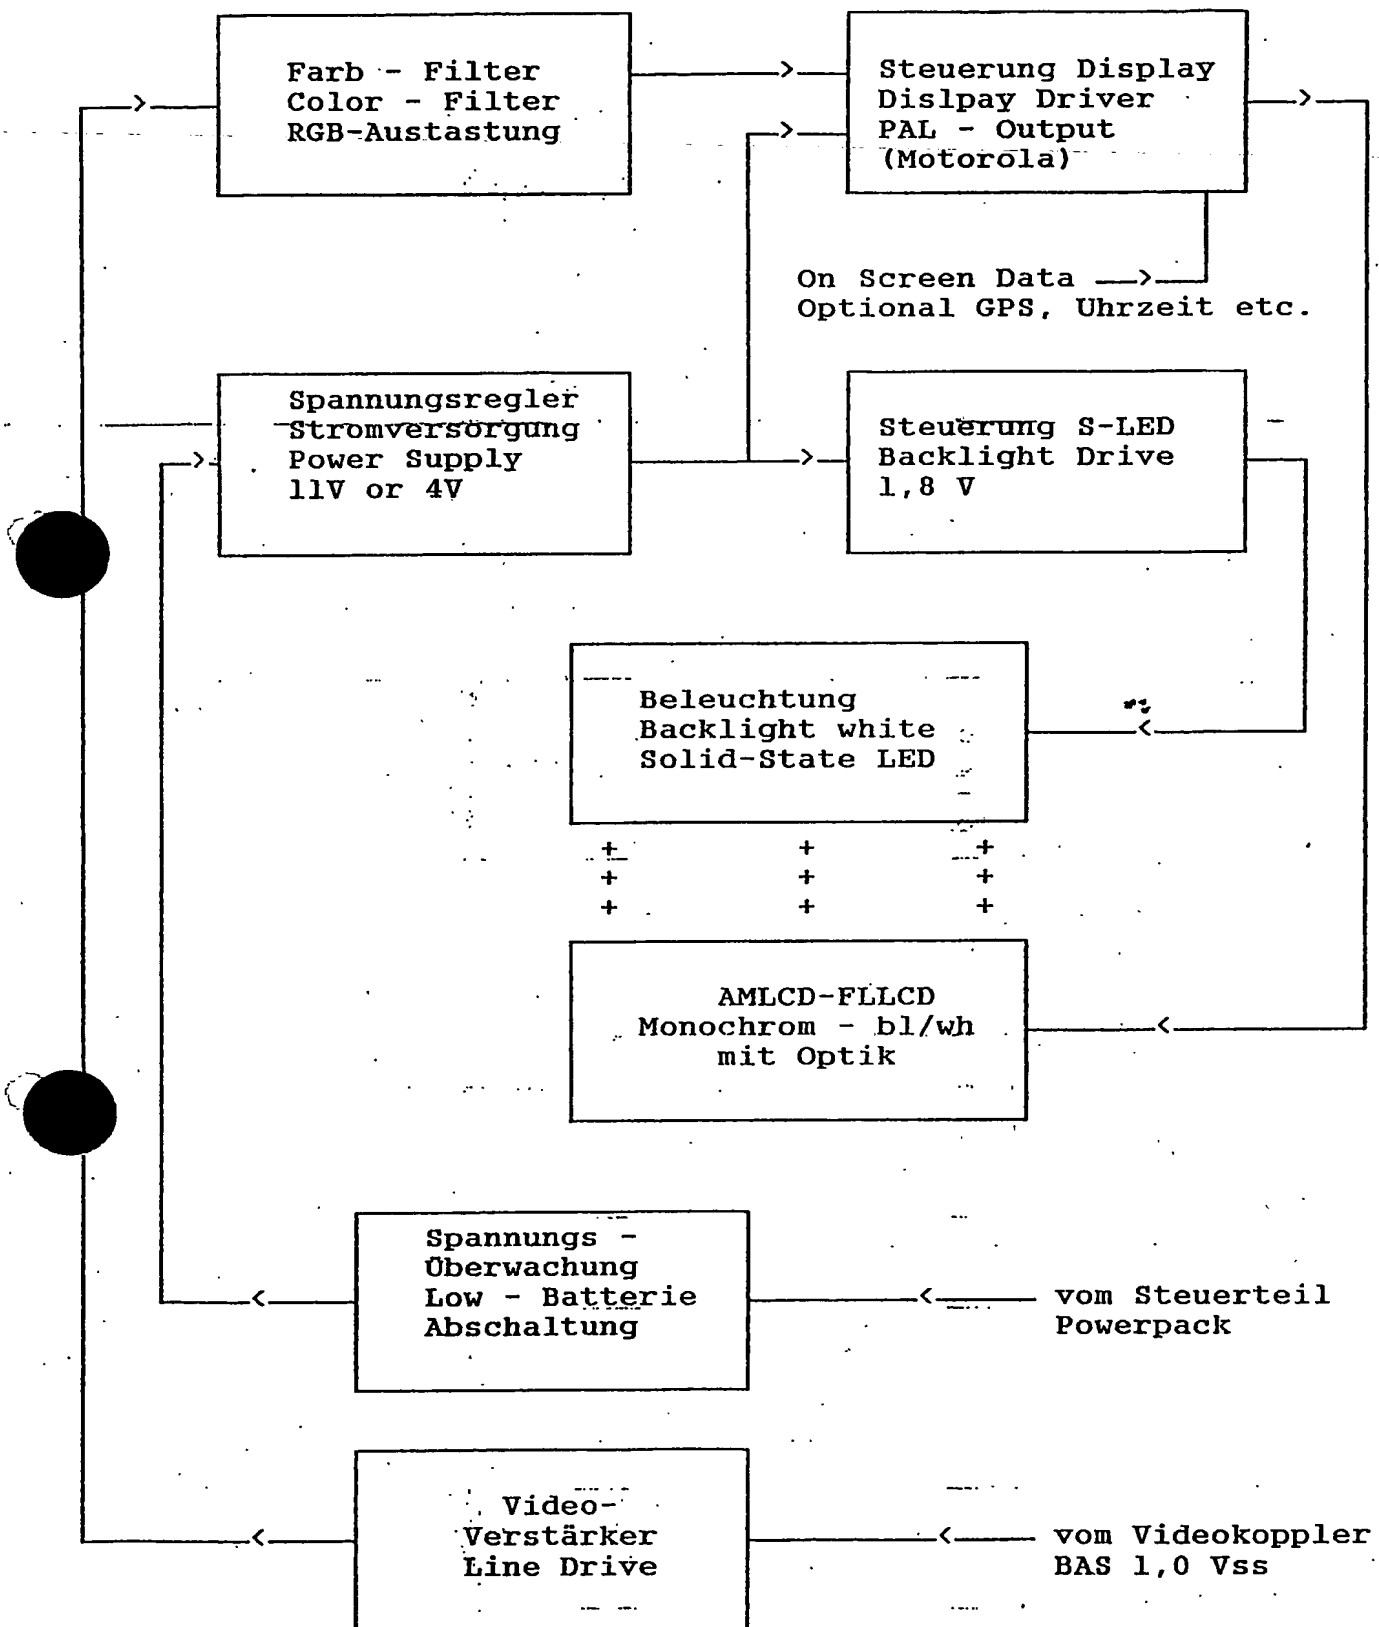 Farb - Filter
Color - Filter
RGB-Austastung
Steuerung Display
Dislpay Driver
PAL - Output
(Motorola)
On Screen Data
Optional GPS, Uhrzeit etc.
Spannungsregler
Stromversorgung
Power Supply
11V or 4V
Steuerung S-LED
Backlight Drive
1,8 V
Beleuchtung
Backlight white
Solid-State LED
+ + +
+ + +
+ + +
AMLCD-FLLCD
Monochrom - bl/wh
mit Optik
Spannungs -
Überwachung
Low - Batterie
Abschaltung
vom Steuerteil
Powerpack
Video-
Verstärker
Line Drive
vom Videokoppler
BAS 1,0 Vss